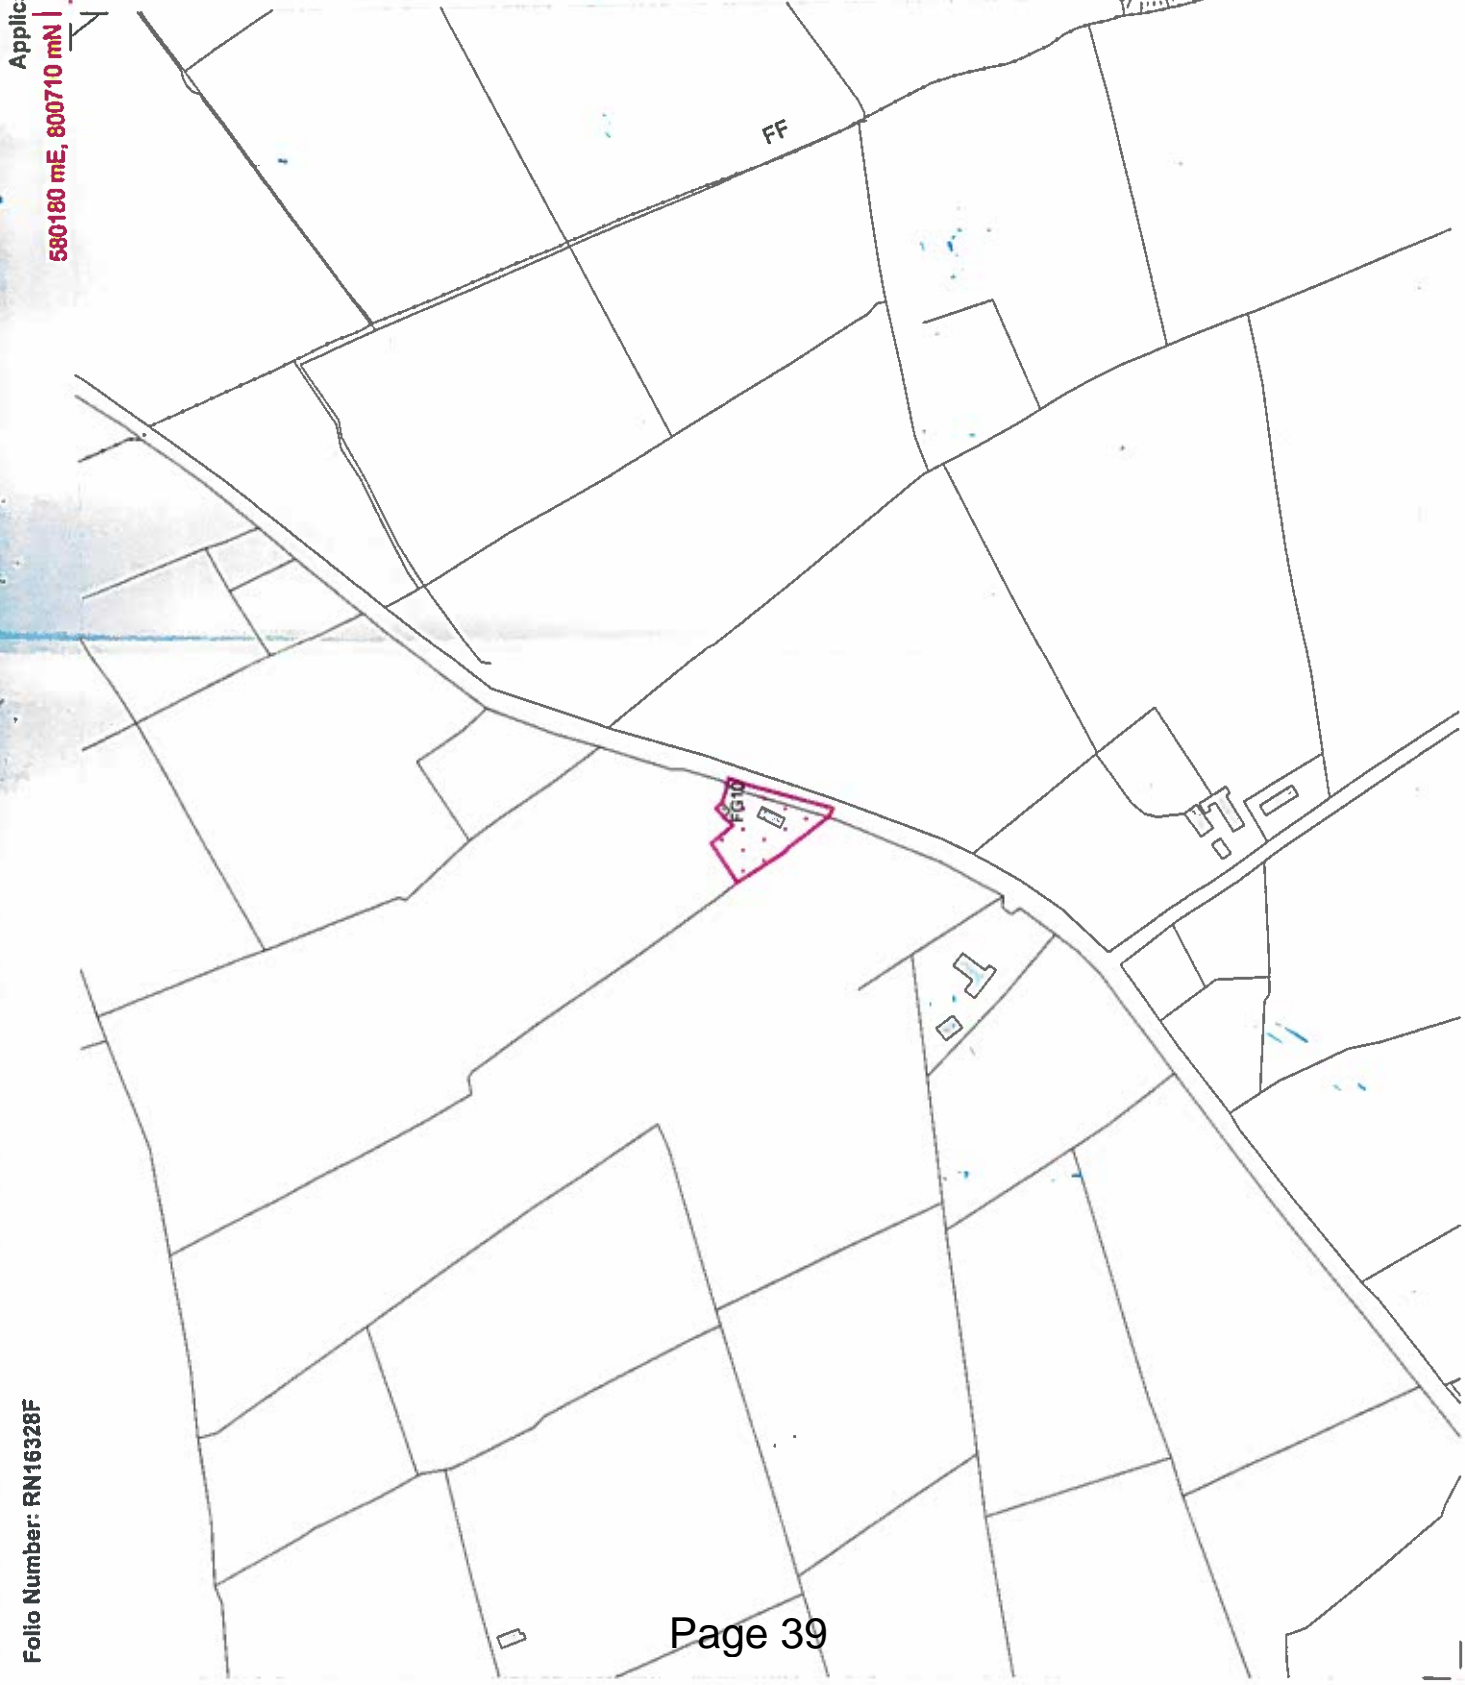 Applic
580180 mE, 800710 mN
FF
FG10
Folio Number: RN16328F
Page 39